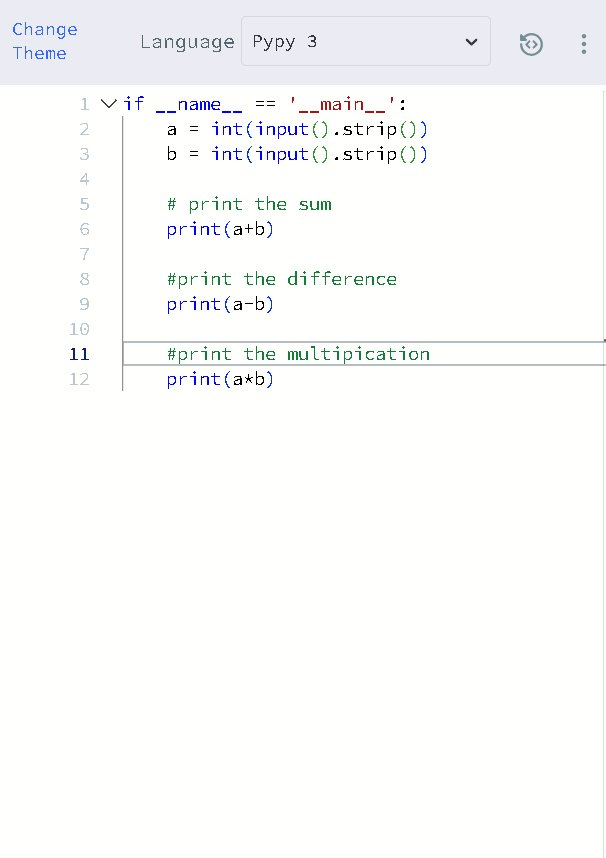 Change
Theme
Language Pypy 3
1 if __name__ == '__main__':
2     a = int(input().strip())
3     b = int(input().strip())
4
5     # print the sum
6     print(a+b)
7
8     #print the difference
9     print(a-b)
10
11     #print the multipication
12     print(a*b)